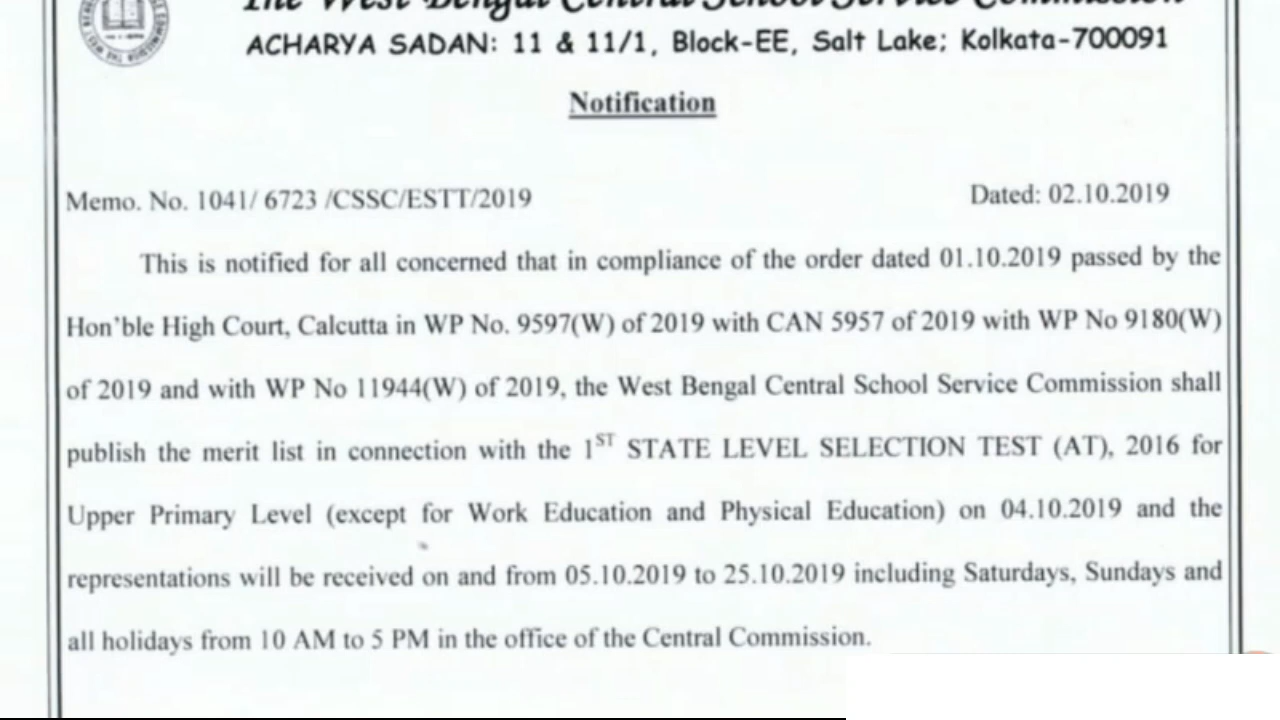 The West Bengal Central School Service Commission
ACHARYA SADAN: 11 & 11/1, Block-EE, Salt Lake; Kolkata-700091
Notification
Memo. No. 1041/ 6723 /CSSC/ESTT/2019 Dated: 02.10.2019
This is notified for all concerned that in compliance of the order dated 01.10.2019 passed by the
Hon'ble High Court, Calcutta in WP No. 9597(W) of 2019 with CAN 5957 of 2019 with WP No 9180(W)
of 2019 and with WP No 11944(W) of 2019, the West Bengal Central School Service Commission shall
publish the merit list in connection with the 1ST STATE LEVEL SELECTION TEST (AT), 2016 for
Upper Primary Level (except for Work Education and Physical Education) on 04.10.2019 and the
representations will be received on and from 05.10.2019 to 25.10.2019 including Saturdays, Sundays and
all holidays from 10 AM to 5 PM in the office of the Central Commission.